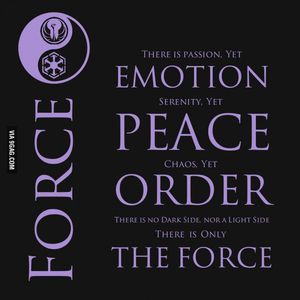 FORCE
THERE IS PASSION, YET
EMOTION
SERENITY, YET
PEACE
CHAOS, YET
ORDER
THERE IS NO DARK SIDE, NOR A LIGHT SIDE
THERE IS ONLY
THE FORCE
VIA 9GAG.COM